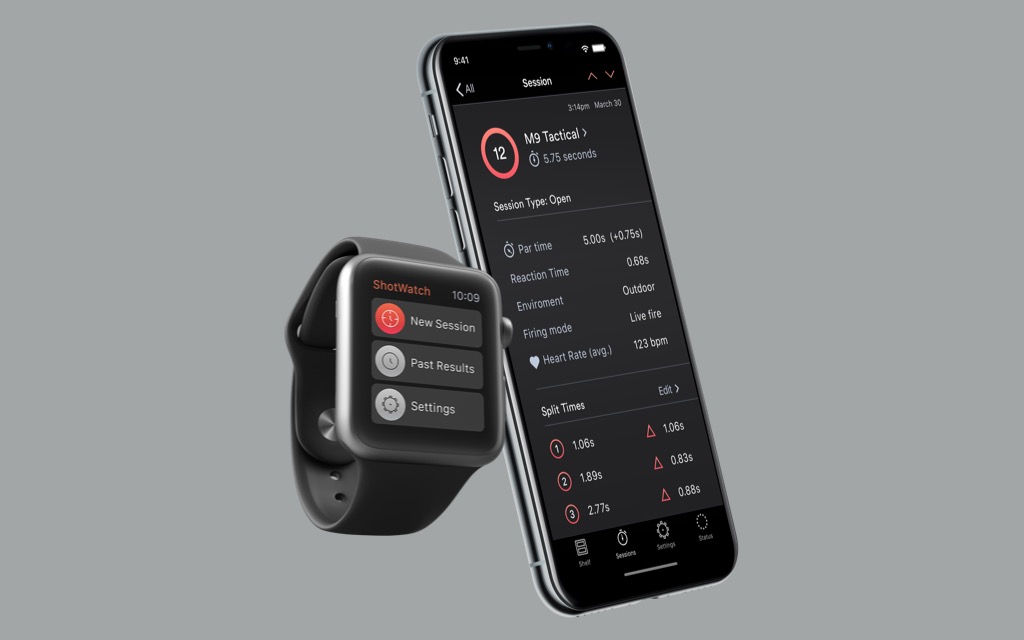 ShotWatch
10:09
New Session
Past Results
Settings
9:41
All
Session
3:14pm March 30
12
M9 Tactical
5.75 seconds
Session Type: Open
Par time 5.00s (+0.75s)
Reaction Time 0.68s
Enviroment Outdoor
Firing mode Live fire
Heart Rate (avg.) 123 bpm
Split Times Edit
1 1.06s 1.06s
2 1.89s 0.83s
3 2.77s 0.88s
Shelf Sessions Settings Status